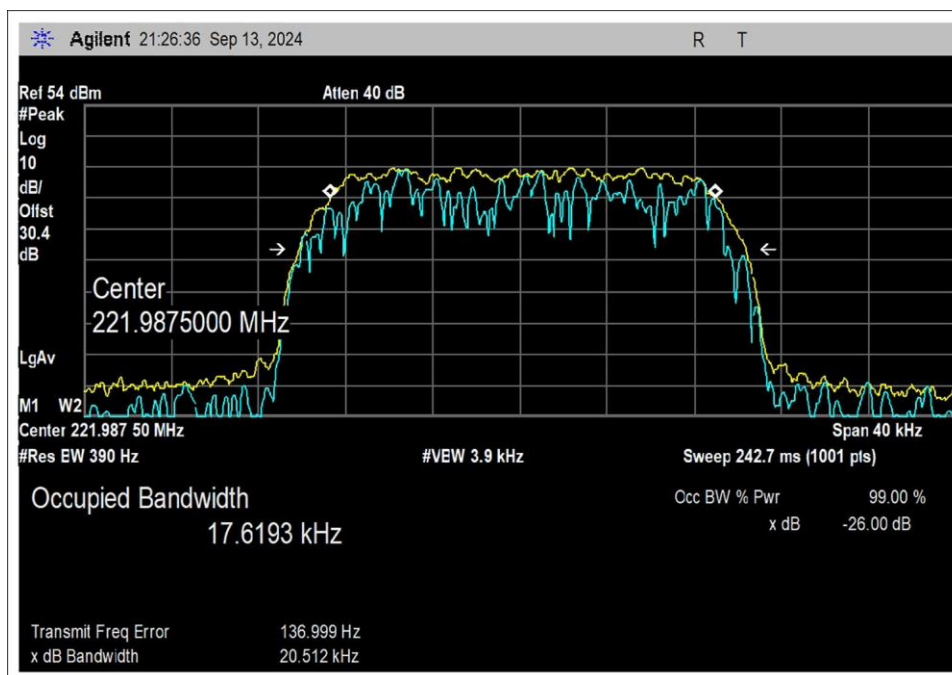 Agilent 21:26:36 Sep 13, 2024 R T
Ref 54 dBm Atten 40 dB
#Peak
Log
10
dB/
Offst
30.4
dB
Center
221.9875000 MHz
LgAv
M1 W2
Center 221.987 50 MHz Span 40 kHz
#Res BW 390 Hz #VBW 3.9 kHz Sweep 242.7 ms (1001 pts)
Occupied Bandwidth Occ BW % Pwr 99.00 %
17.6193 kHz x dB -26.00 dB
Transmit Freq Error 136.999 Hz
x dB Bandwidth 20.512 kHz